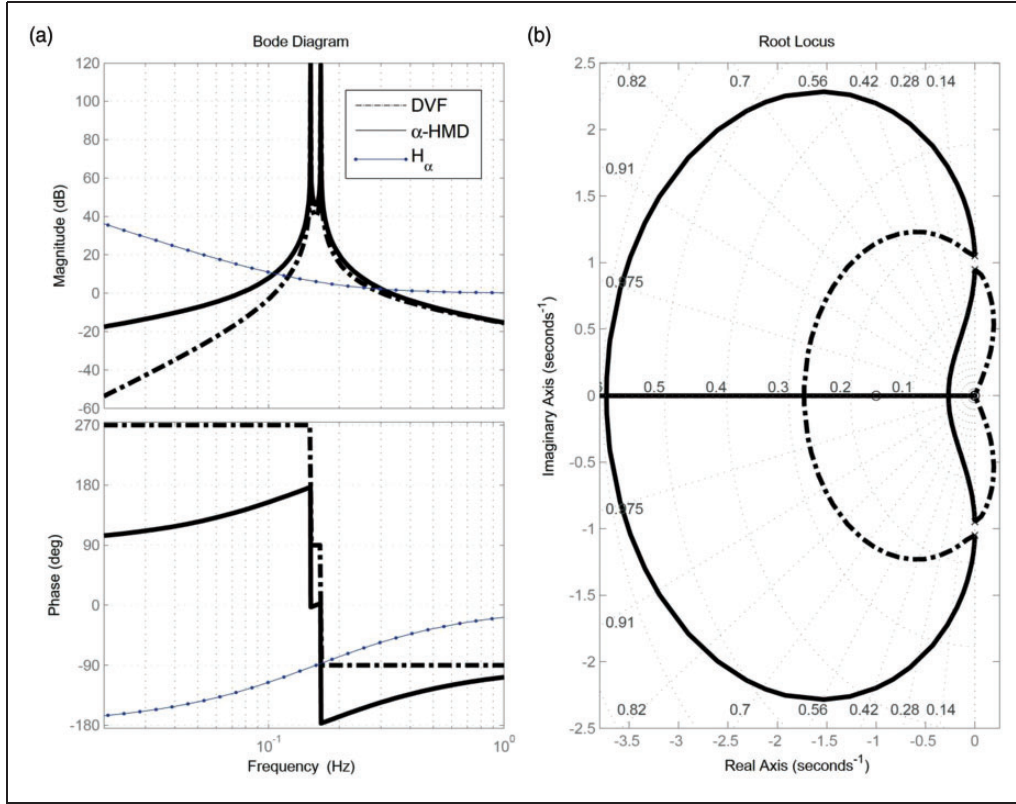 (a)
Bode Diagram
120
100
80
60
40
20
0
-20
-40
-60
Magnitude (dB)
DVF
α-HMD
Hα
270
180
90
0
-90
-180
Phase (deg)
10⁻¹
10⁰
Frequency (Hz)
(b)
Root Locus
2.5
2
1.5
1
0.5
0
-0.5
-1
-1.5
-2
-2.5
Imaginary Axis (seconds⁻¹)
0.82 0.7 0.56 0.42 0.28 0.14
0.91
0.975
0.5 0.4 0.3 0.2 0.1
0.975
0.91
0.82 0.7 0.56 0.42 0.28 0.14
-3.5 -3 -2.5 -2 -1.5 -1 -0.5 0
Real Axis (seconds⁻¹)